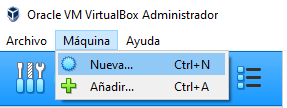 Oracle VM VirtualBox Administrador
Archivo Máquina Ayuda
Nueva... Ctrl+N
Añadir... Ctrl+A